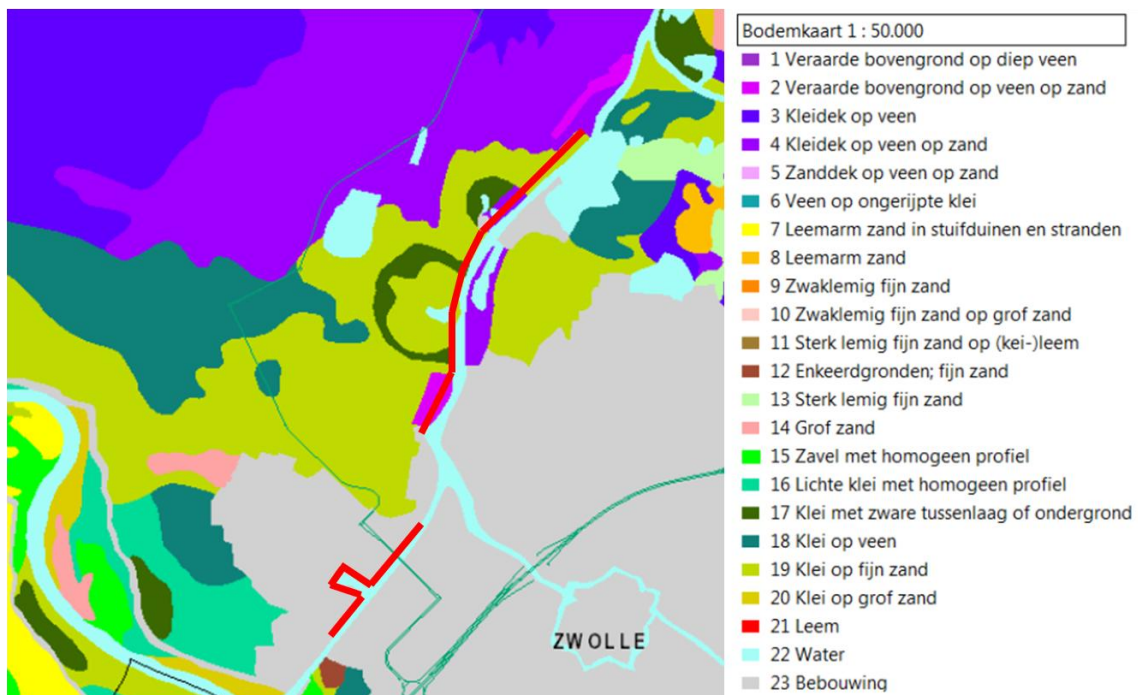 Bodemkaart 1 : 50.000
1 Veraarde bovengrond op diep veen
2 Veraarde bovengrond op veen op zand
3 Kleidek op veen
4 Kleidek op veen op zand
5 Zanddek op veen op zand
6 Veen op ongerijpte klei
7 Leemarm zand in stuifduinen en stranden
8 Leemarm zand
9 Zwaklemig fijn zand
10 Zwaklemig fijn zand op grof zand
11 Sterk lemig fijn zand op (kei-)leem
12 Enkeerdgronden; fijn zand
13 Sterk lemig fijn zand
14 Grof zand
15 Zavel met homogeen profiel
16 Lichte klei met homogeen profiel
17 Klei met zware tussenlaag of ondergrond
18 Klei op veen
19 Klei op fijn zand
20 Klei op grof zand
21 Leem
22 Water
23 Bebouwing
ZWOLLE